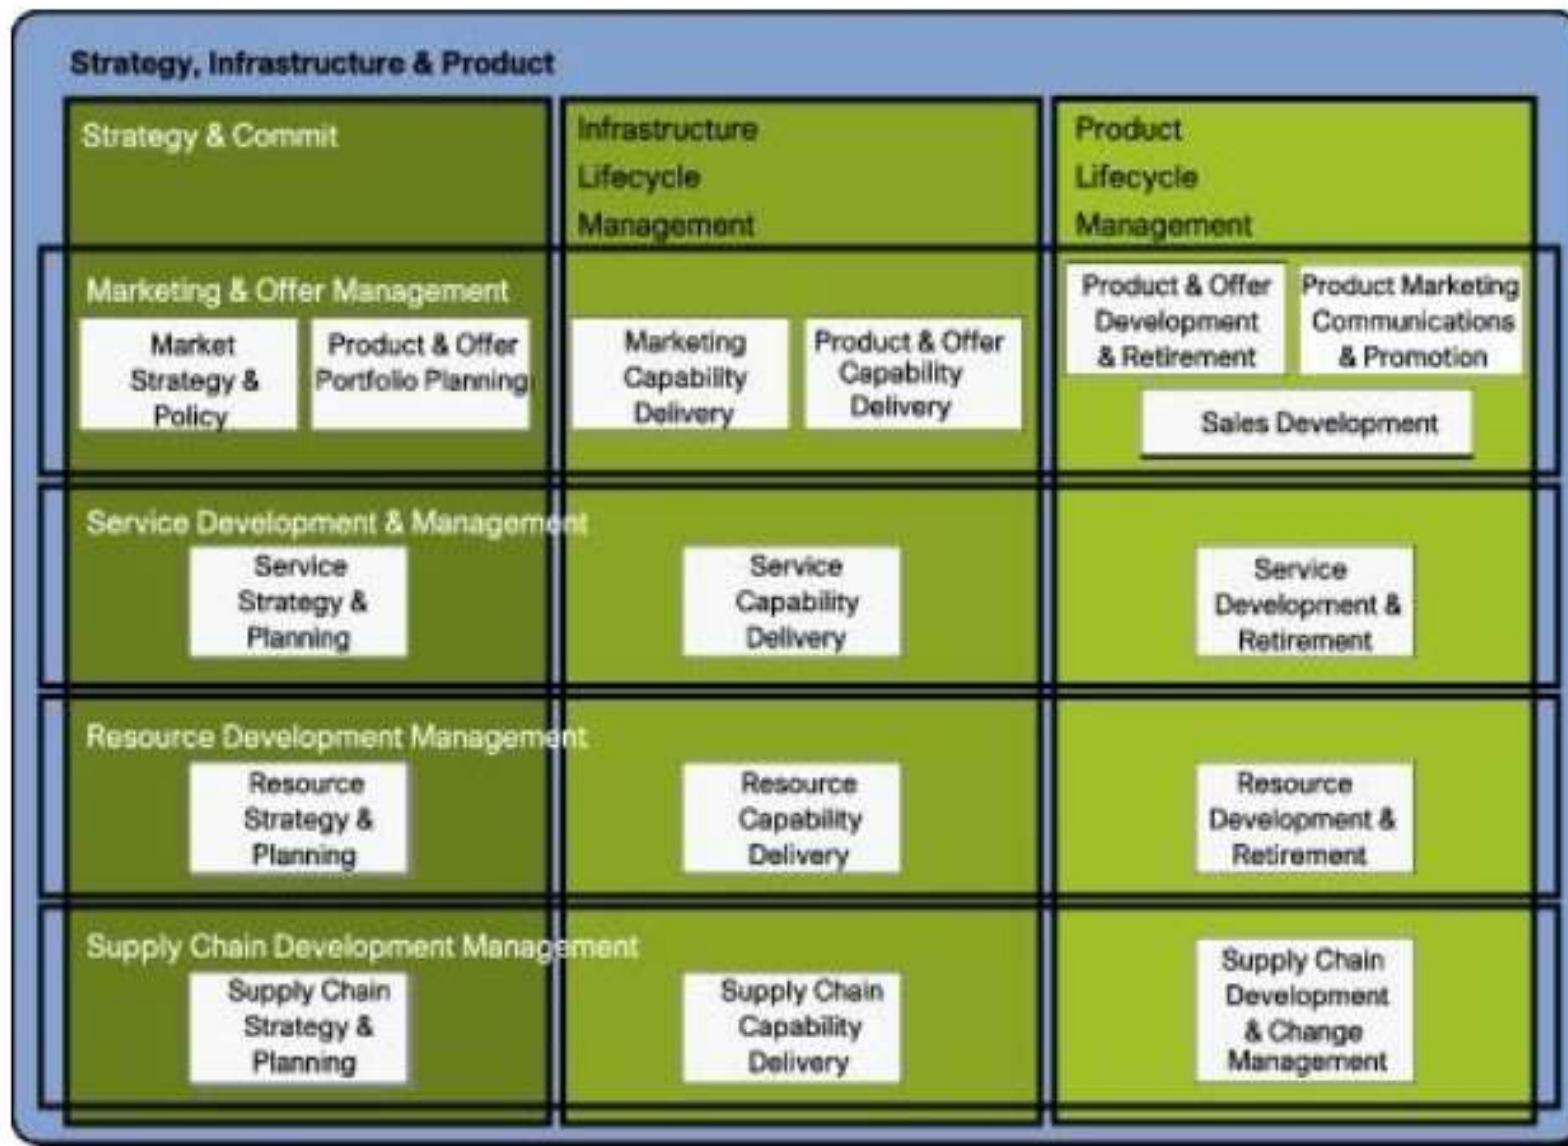 Strategy, Infrastructure & Product
Strategy & Commit
Infrastructure
Lifecycle
Management
Product
Lifecycle
Management
Marketing & Offer Management
Market
Strategy &
Policy
Product & Offer
Portfolio Planning
Marketing
Capability
Delivery
Product & Offer
Capability
Delivery
Product & Offer
Development
& Retirement
Product Marketing
Communications
& Promotion
Sales Development
Service Development & Management
Service
Strategy &
Planning
Service
Capability
Delivery
Service
Development &
Retirement
Resource Development Management
Resource
Strategy &
Planning
Resource
Capability
Delivery
Resource
Development &
Retirement
Supply Chain Development Management
Supply Chain
Strategy &
Planning
Supply Chain
Capability
Delivery
Supply Chain
Development
& Change
Management